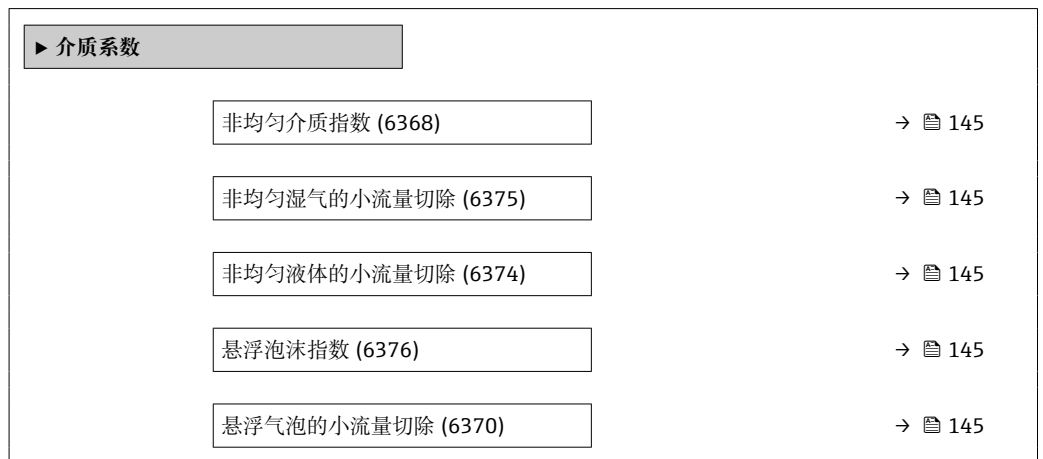 ▶ 介质系数
非均匀介质指数 (6368) → 145
非均匀湿气的小流量切除 (6375) → 145
非均匀液体的小流量切除 (6374) → 145
悬浮泡沫指数 (6376) → 145
悬浮气泡的小流量切除 (6370) → 145